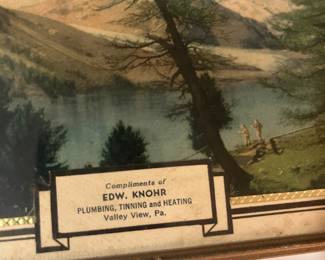 Compliments of
EDW. KNOHR
PLUMBING, TINNING and HEATING
Valley View, Pa.